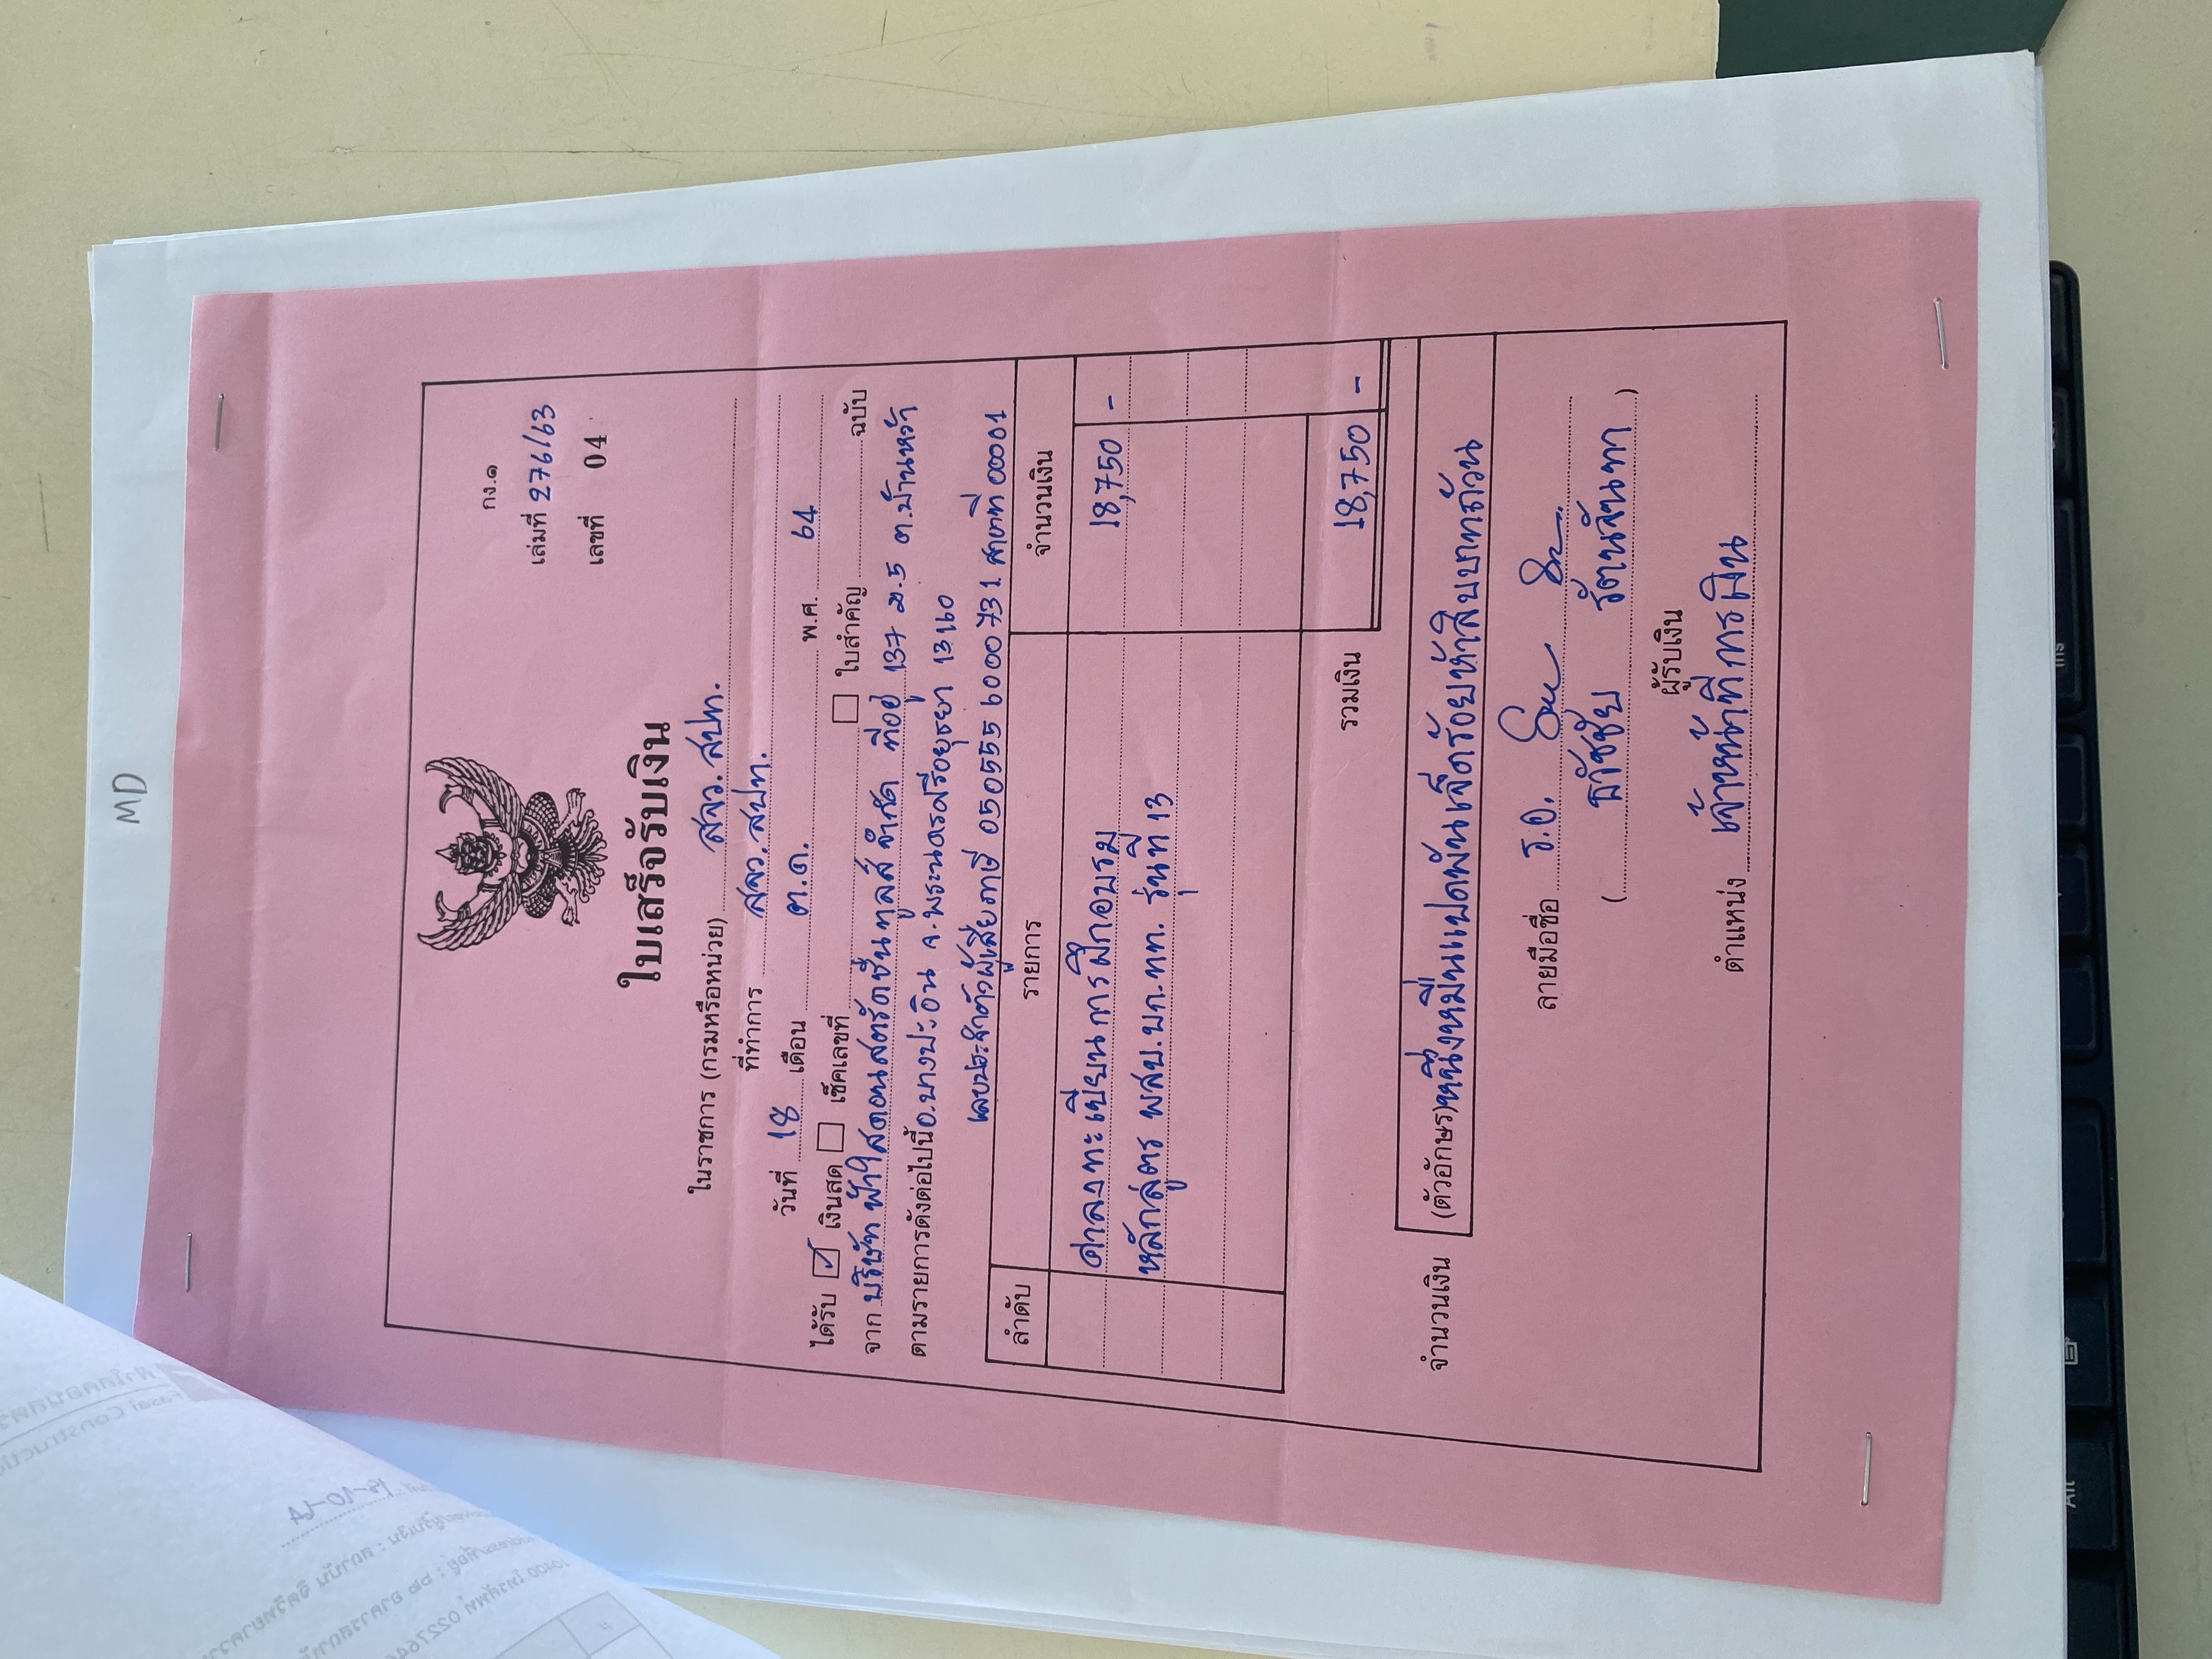 MD
กง.๑
เล่มที่ 276/63
เลขที่ 04
ใบเสร็จรับเงิน
ในราชการ (กรมหรือหน่วย) สจว. สปท.
ที่ทำการ สจว. สปท.
วันที่ 18 เดือน ต.ค. พ.ศ. 64
ได้รับ ☑ เงินสด ☐ เช็คเลขที่ ☐ ใบสำคัญ ฉบับ
จาก บริษัท ฟ้าใสคอนสตรัคชั่น ทูลส์ จำกัด ที่อยู่ 137 ม.5 ต.บ้านหว้า
ตามรายการดังต่อไปนี้ อ.บางปะอิน จ.พระนครศรีอยุธยา 13160
เลขประจำตัวผู้เสียภาษี 0505556000731 สาขาที่ 00001
ลำดับ รายการ จำนวนเงิน
ค่าลงทะเบียนการฝึกอบรม 18,750 -
หลักสูตร พสบ.บก.ทท. รุ่นที่ 13
รวมเงิน 18,750 -
จำนวนเงิน (ตัวอักษร) หนึ่งหมื่นแปดพันเจ็ดร้อยห้าสิบบาทถ้วน
ลายมือชื่อ ร.อ.
( ธวัชชัย รัตนจันทา )
ผู้รับเงิน
ตำแหน่ง เจ้าหน้าที่การเงิน
Alt
Ins